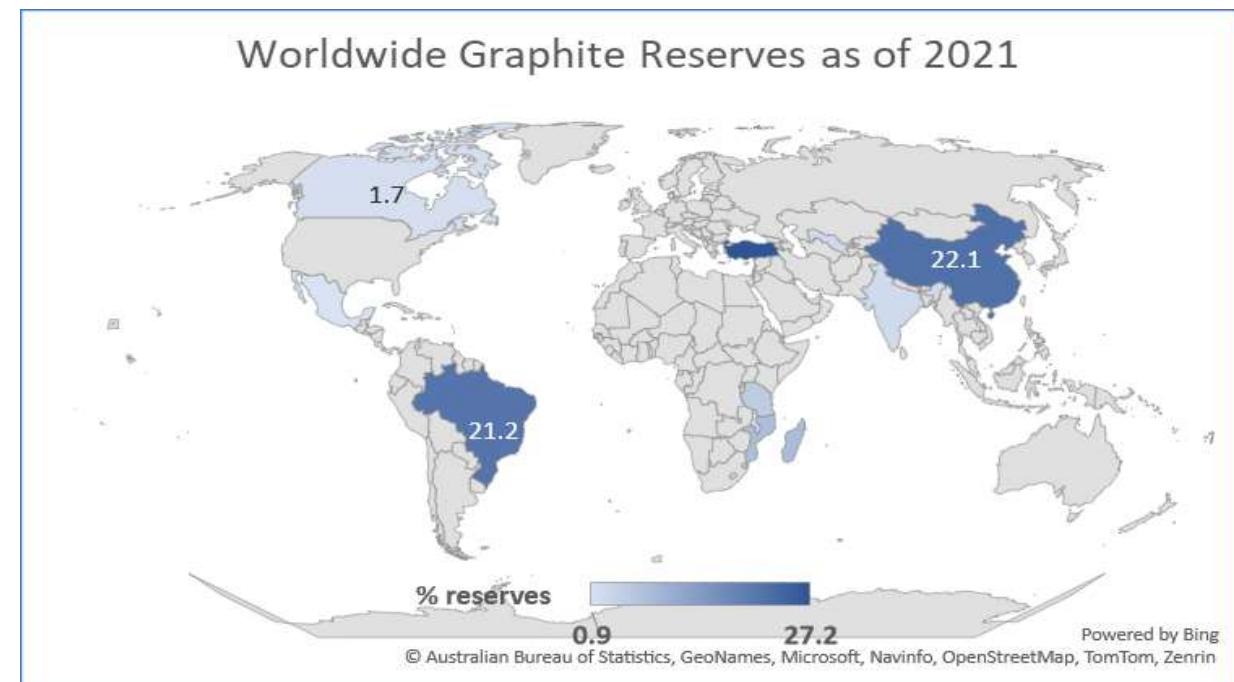 Worldwide Graphite Reserves as of 2021
1.7
22.1
21.2
% reserves
0.9 27.2
Powered by Bing
© Australian Bureau of Statistics, GeoNames, Microsoft, Navinfo, OpenStreetMap, TomTom, Zenrin